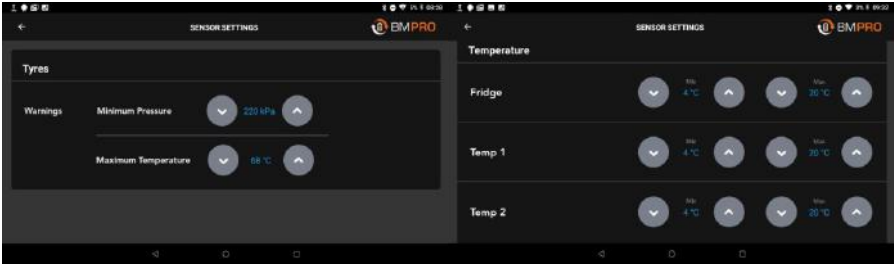 SENSOR SETTINGS
BMPRO
Tyres
Warnings
Minimum Pressure
220 kPa
Maximum Temperature
68 °C
SENSOR SETTINGS
BMPRO
Temperature
Fridge
Min
4 °C
Max
20 °C
Temp 1
Min
4 °C
Max
20 °C
Temp 2
Min
4 °C
Max
20 °C